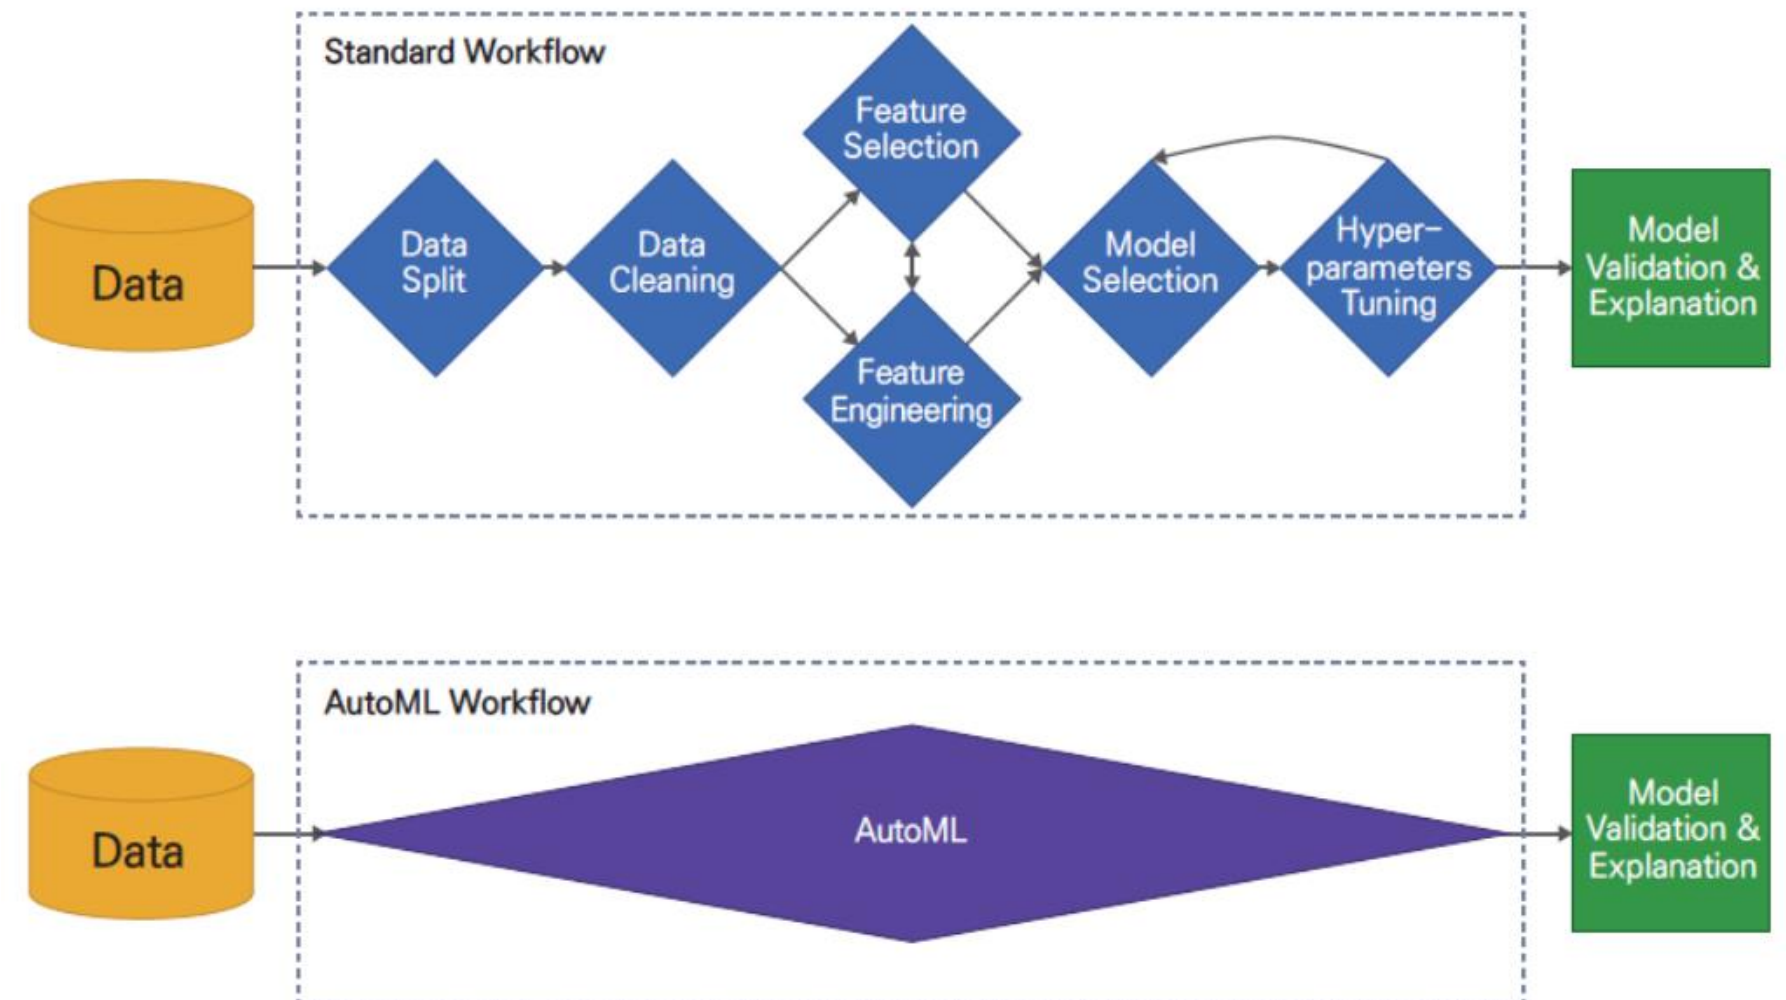 Standard Workflow
Data
Data
Split
Data
Cleaning
Feature
Selection
Feature
Engineering
Model
Selection
Hyper–
parameters
Tuning
Model
Validation &
Explanation
AutoML Workflow
Data
AutoML
Model
Validation &
Explanation